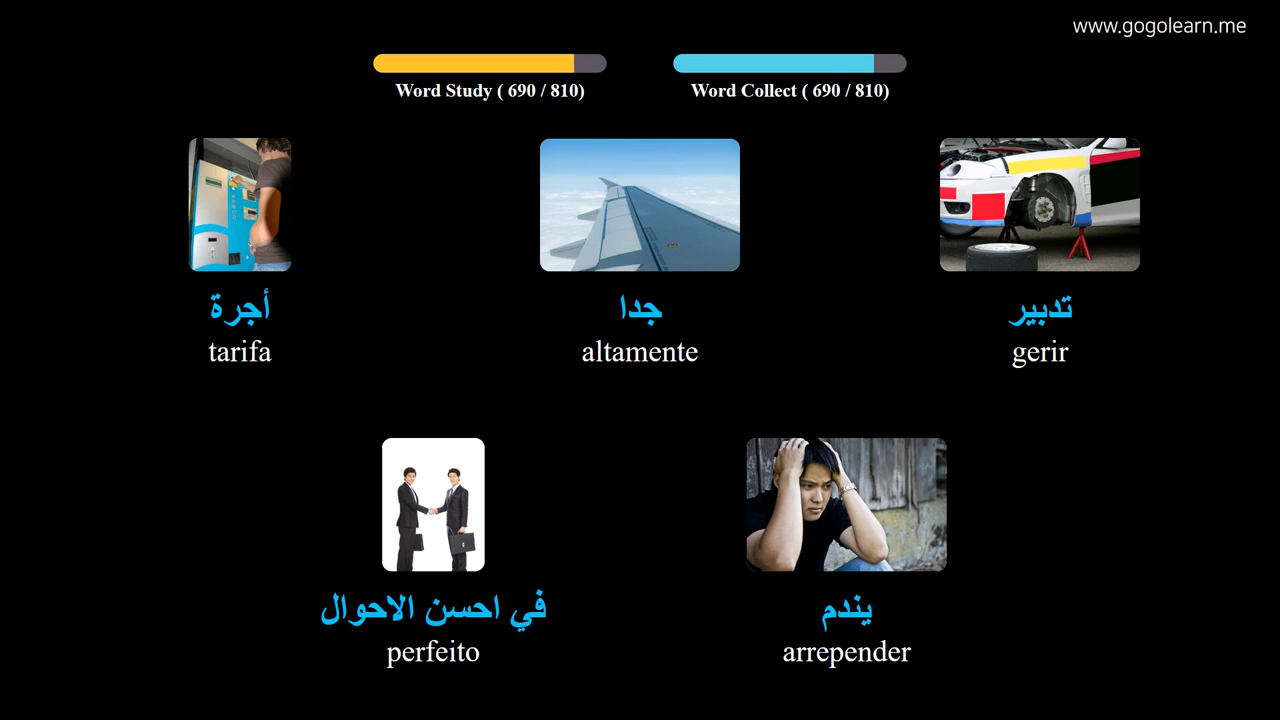 www.gogolearn.me
Word Study ( 690 / 810)
Word Collect ( 690 / 810)
أجرة
tarifa
جدا
altamente
تدبير
gerir
في احسن الاحوال
perfeito
يندم
arrepender